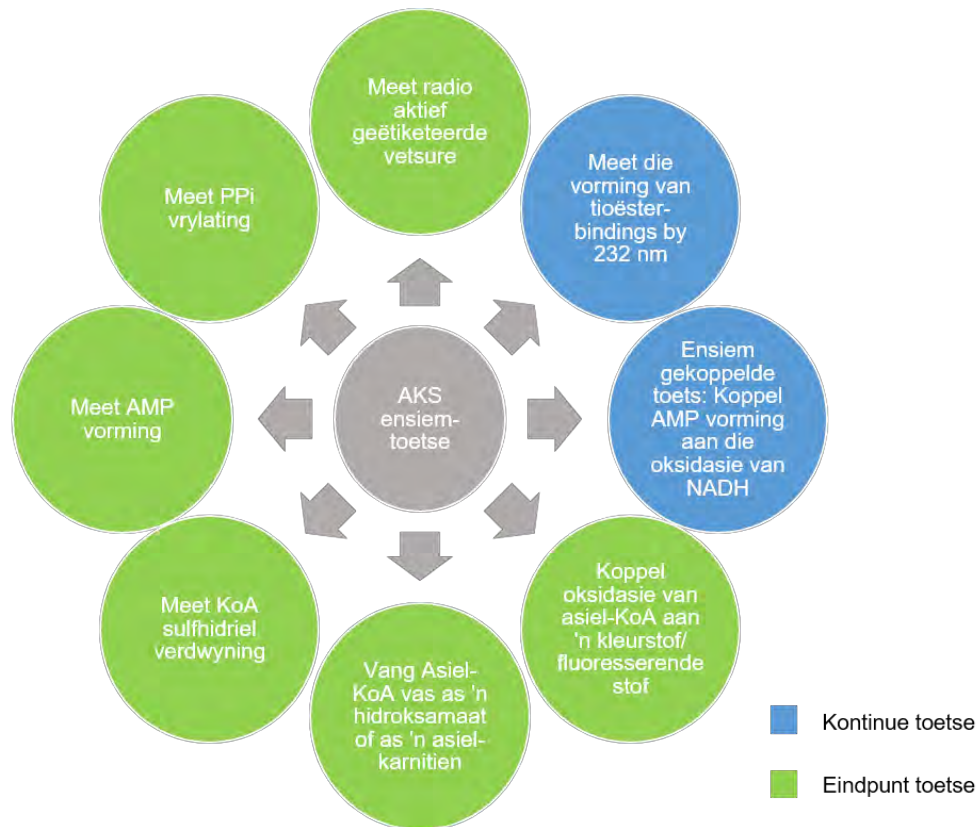 Meet radio
aktief
geëtiketeerde
vetsure
Meet die
vorming van
tioëster-
bindings by
232 nm
Ensiem
gekoppelde
toets: Koppel
AMP vorming
aan die
oksidasie van
NADH
Koppel
oksidasie van
asiel-KoA aan
'n kleurstof/
fluoresserende
stof
Vang Asiel-
KoA vas as 'n
hidroksamaat
of as 'n asiel-
karnitien
Meet KoA
sulfhidriel
verdwyning
Meet AMP
vorming
Meet PPi
vrylating
AKS
ensiem-
toetse
Kontinue toetse
Eindpunt toetse